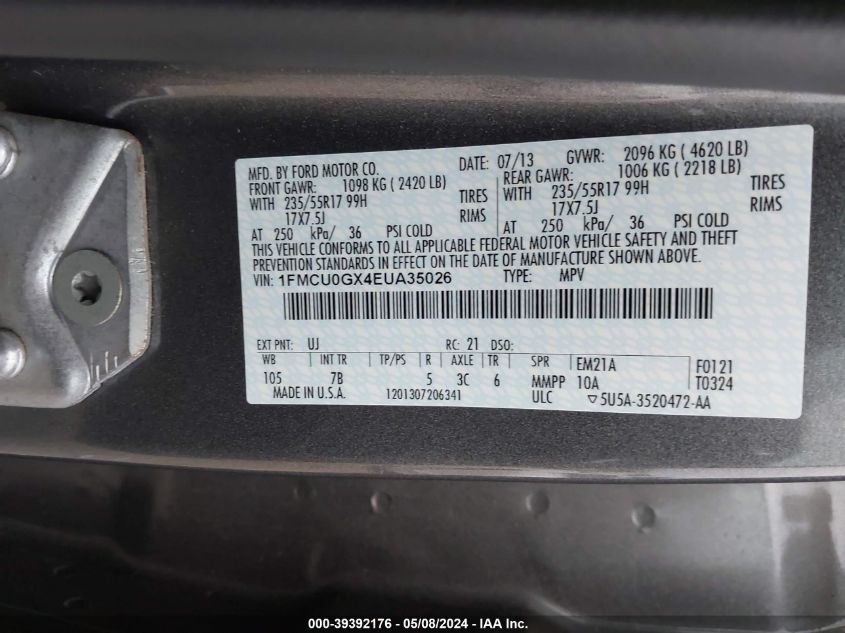 MFD. BY FORD MOTOR CO. DATE: 07/13 GVWR: 2096 KG ( 4620 LB)
FRONT GAWR: 1098 KG ( 2420 LB) REAR GAWR: 1006 KG ( 2218 LB)
WITH 235/55R17 99H TIRES WITH 235/55R17 99H TIRES
17X7.5J RIMS 17X7.5J RIMS
AT 250 kPa/ 36 PSI COLD AT 250 kPa/ 36 PSI COLD
THIS VEHICLE CONFORMS TO ALL APPLICABLE FEDERAL MOTOR VEHICLE SAFETY AND THEFT
PREVENTION STANDARDS IN EFFECT ON THE DATE OF MANUFACTURE SHOWN ABOVE.
VIN: 1FMCU0GX4EUA35026 TYPE: MPV
EXT PNT: UJ RC: 21 DSO:
WB INT TR TP/PS R AXLE TR SPR EM21A F0121
105 7B 5 3C 6 MMPP 10A T0324
MADE IN U.S.A. 1201307206341 ULC ▽5U5A-3520472-AA
000-39392176 - 05/08/2024 - IAA Inc.